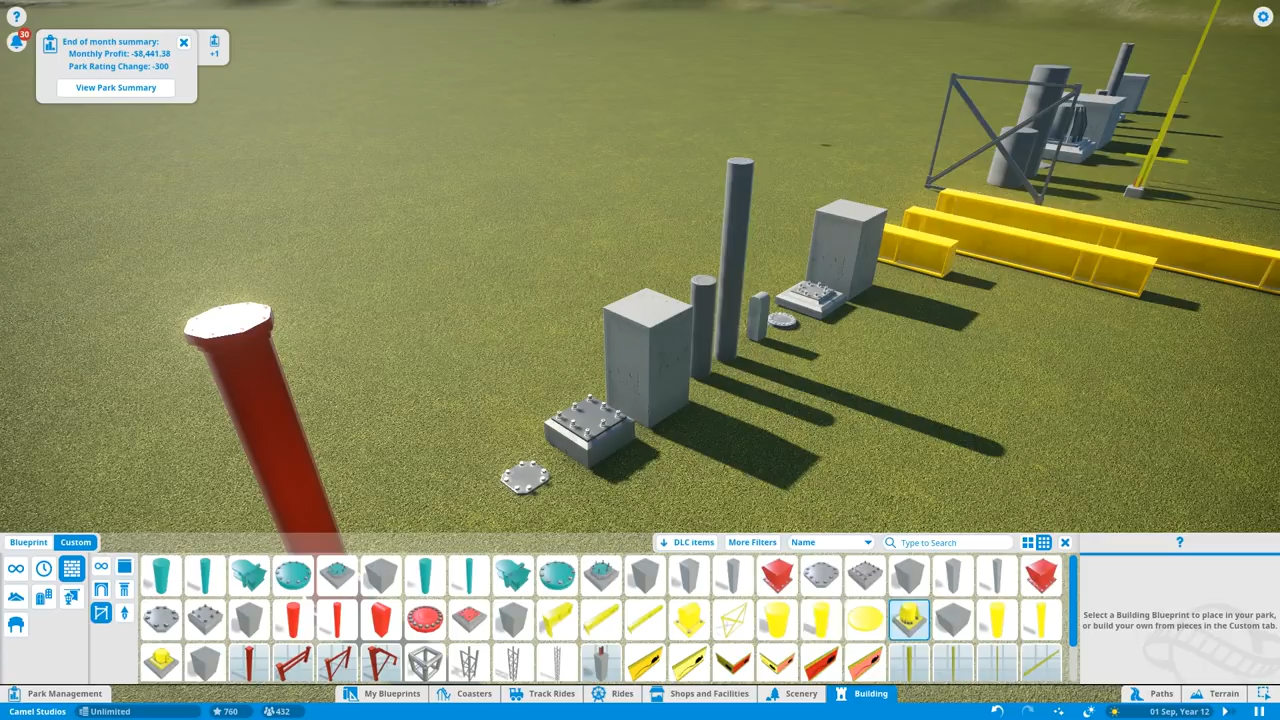 ?
30
End of month summary:
Monthly Profit: -$8,441.38
Park Rating Change: -300
View Park Summary
+1
Blueprint
Custom
DLC items
More Filters
Name
Type to Search
?
Select a Building Blueprint to place in your park,
or build your own from pieces in the Custom tab.
Park Management
My Blueprints
Coasters
Track Rides
Rides
Shops and Facilities
Scenery
Building
Paths
Terrain
Camel Studios
Unlimited
760
432
01 Sep, Year 12